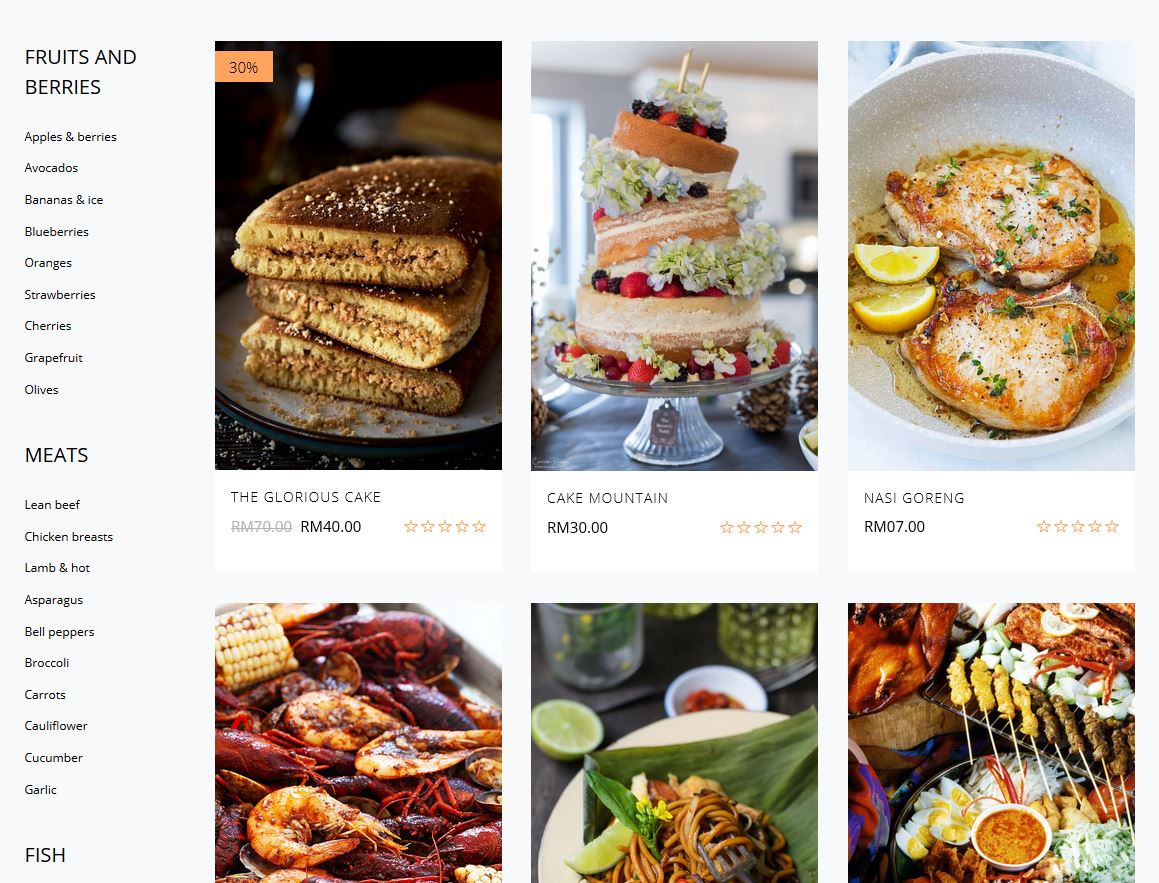 FRUITS AND
BERRIES
Apples & berries
Avocados
Bananas & ice
Blueberries
Oranges
Strawberries
Cherries
Grapefruit
Olives
MEATS
Lean beef
Chicken breasts
Lamb & hot
Asparagus
Bell peppers
Broccoli
Carrots
Cauliflower
Cucumber
Garlic
FISH
30%
THE GLORIOUS CAKE
RM70.00 RM40.00
CAKE MOUNTAIN
RM30.00
NASI GORENG
RM07.00